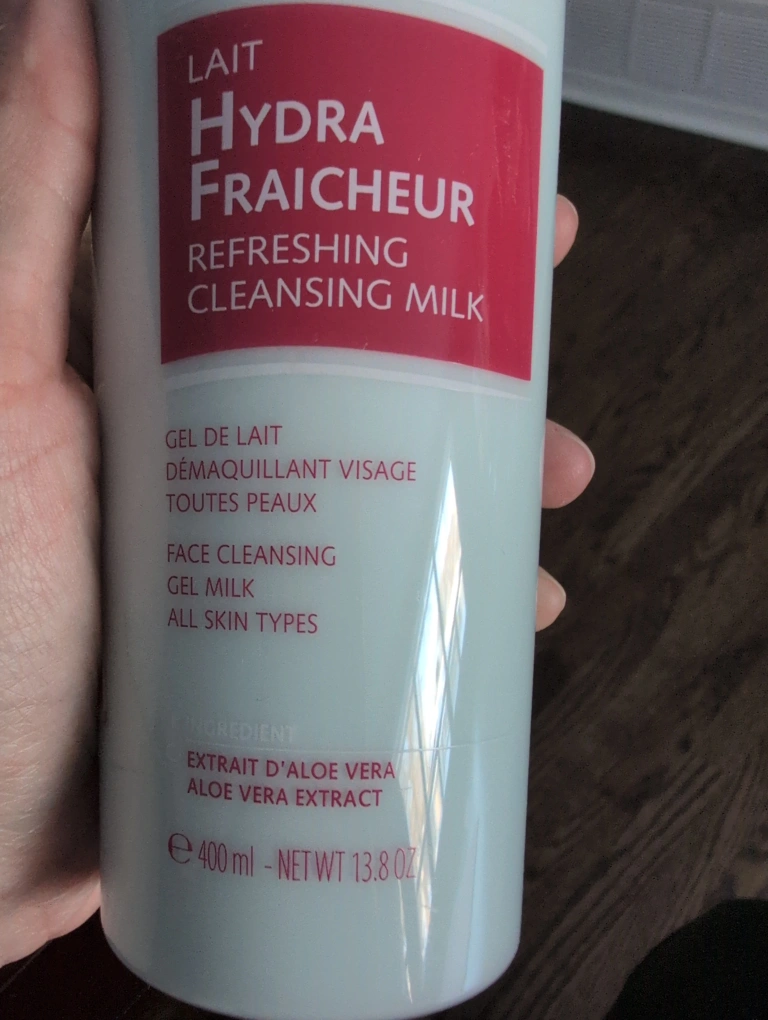 LAIT
HYDRA
FRAICHEUR
REFRESHING
CLEANSING MILK
GEL DE LAIT
DÉMAQUILLANT VISAGE
TOUTES PEAUX
FACE CLEANSING
GEL MILK
ALL SKIN TYPES
INGREDIENT
EXTRAIT D'ALOE VERA
ALOE VERA EXTRACT
℮ 400 ml - NET WT 13.8 OZ